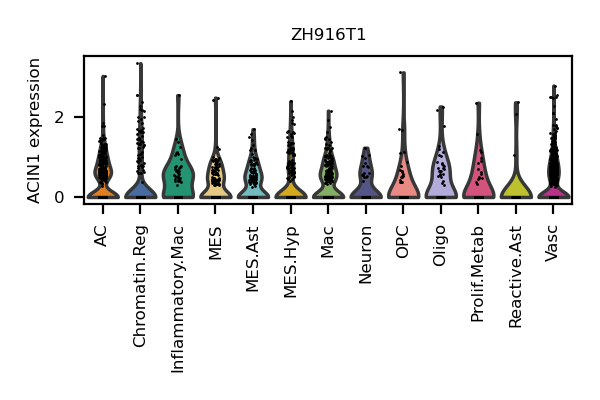 ZH916T1
ACIN1 expression
2
0
AC
Chromatin.Reg
Inflammatory.Mac
MES
MES.Ast
MES.Hyp
Mac
Neuron
OPC
Oligo
Prolif.Metab
Reactive.Ast
Vasc